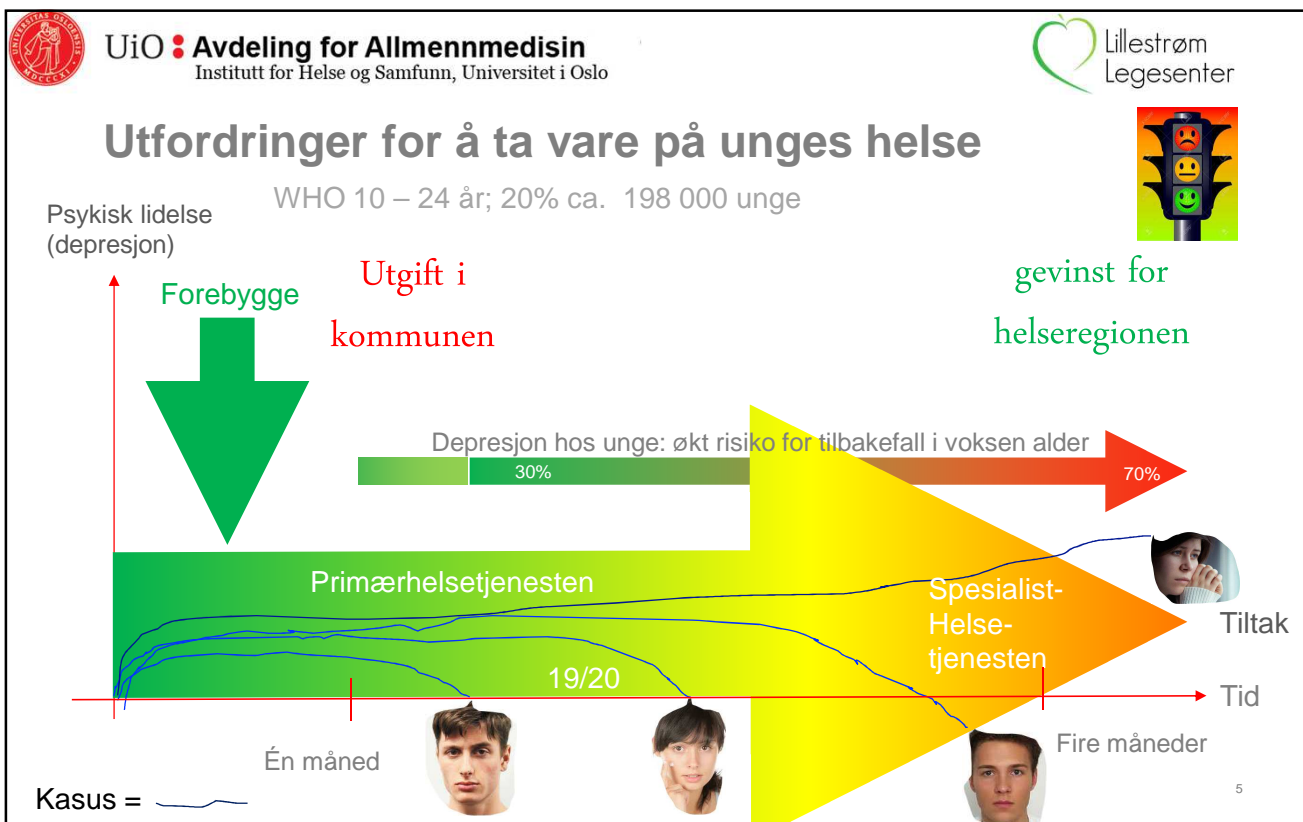 UiO : Avdeling for Allmennmedisin
Institutt for Helse og Samfunn, Universitet i Oslo
Lillestrøm
Legesenter
Utfordringer for å ta vare på unges helse
WHO 10 – 24 år; 20% ca. 198 000 unge
Psykisk lidelse
(depresjon)
Forebygge
Utgift i
kommunen
gevinst for
helseregionen
Depresjon hos unge: økt risiko for tilbakefall i voksen alder
30%
70%
Primærhelsetjenesten
Spesialist-
Helse-
tjenesten
Tiltak
19/20
Tid
Én måned
Fire måneder
Kasus =
5